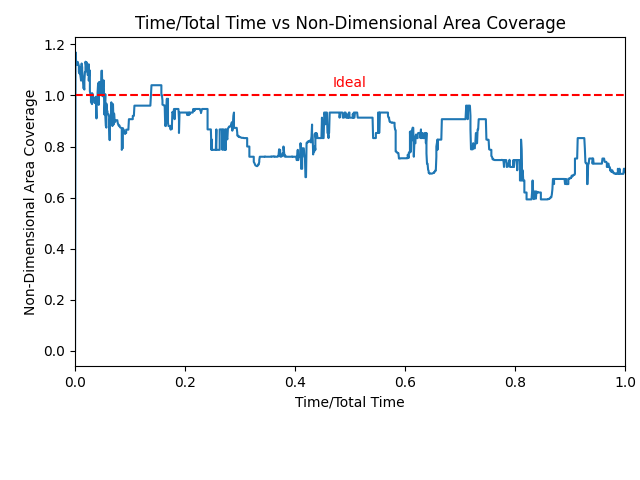 Time/Total Time vs Non-Dimensional Area Coverage
1.2
1.0
0.8
0.6
0.4
0.2
0.0
Non-Dimensional Area Coverage
Ideal
0.0 0.2 0.4 0.6 0.8 1.0
Time/Total Time